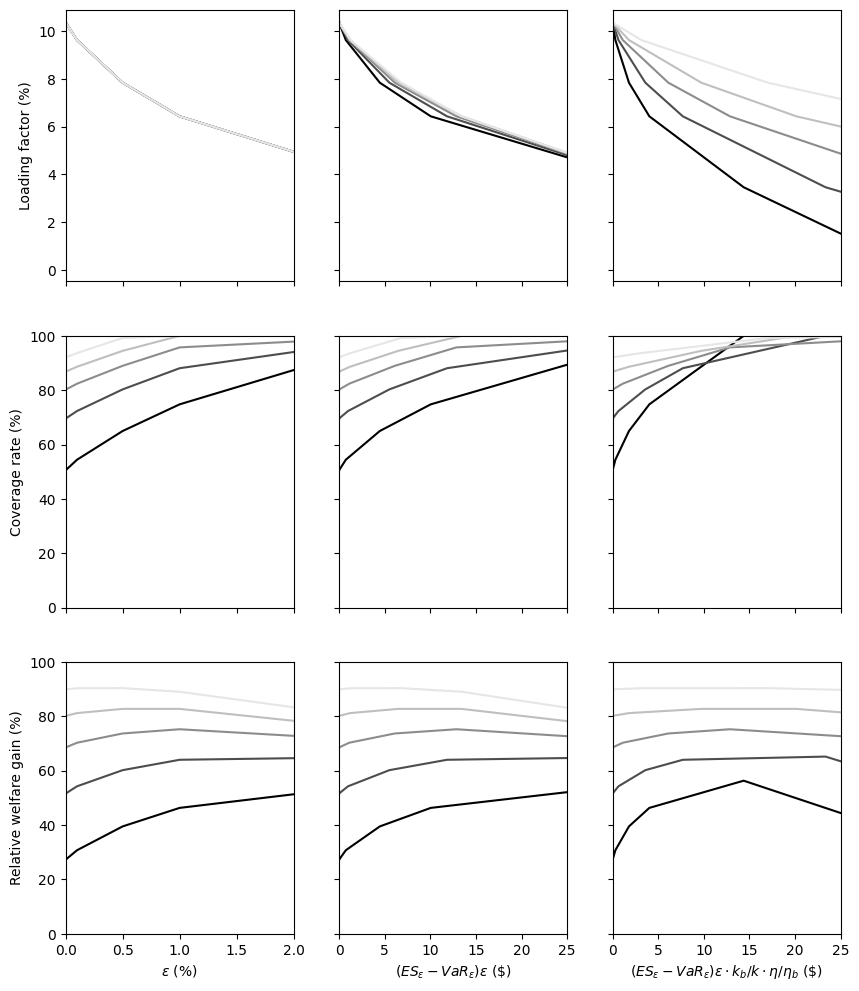 10
8
6
4
2
0
Loading factor (%)
100
80
60
40
20
0
Coverage rate (%)
100
80
60
40
20
0
Relative welfare gain (%)
0.0 0.5 1.0 1.5 2.0
ε (%)
0 5 10 15 20 25
(ES_ε − VaR_ε)ε ($)
0 5 10 15 20 25
(ES_ε − VaR_ε)ε · k_b/k · η/η_b ($)